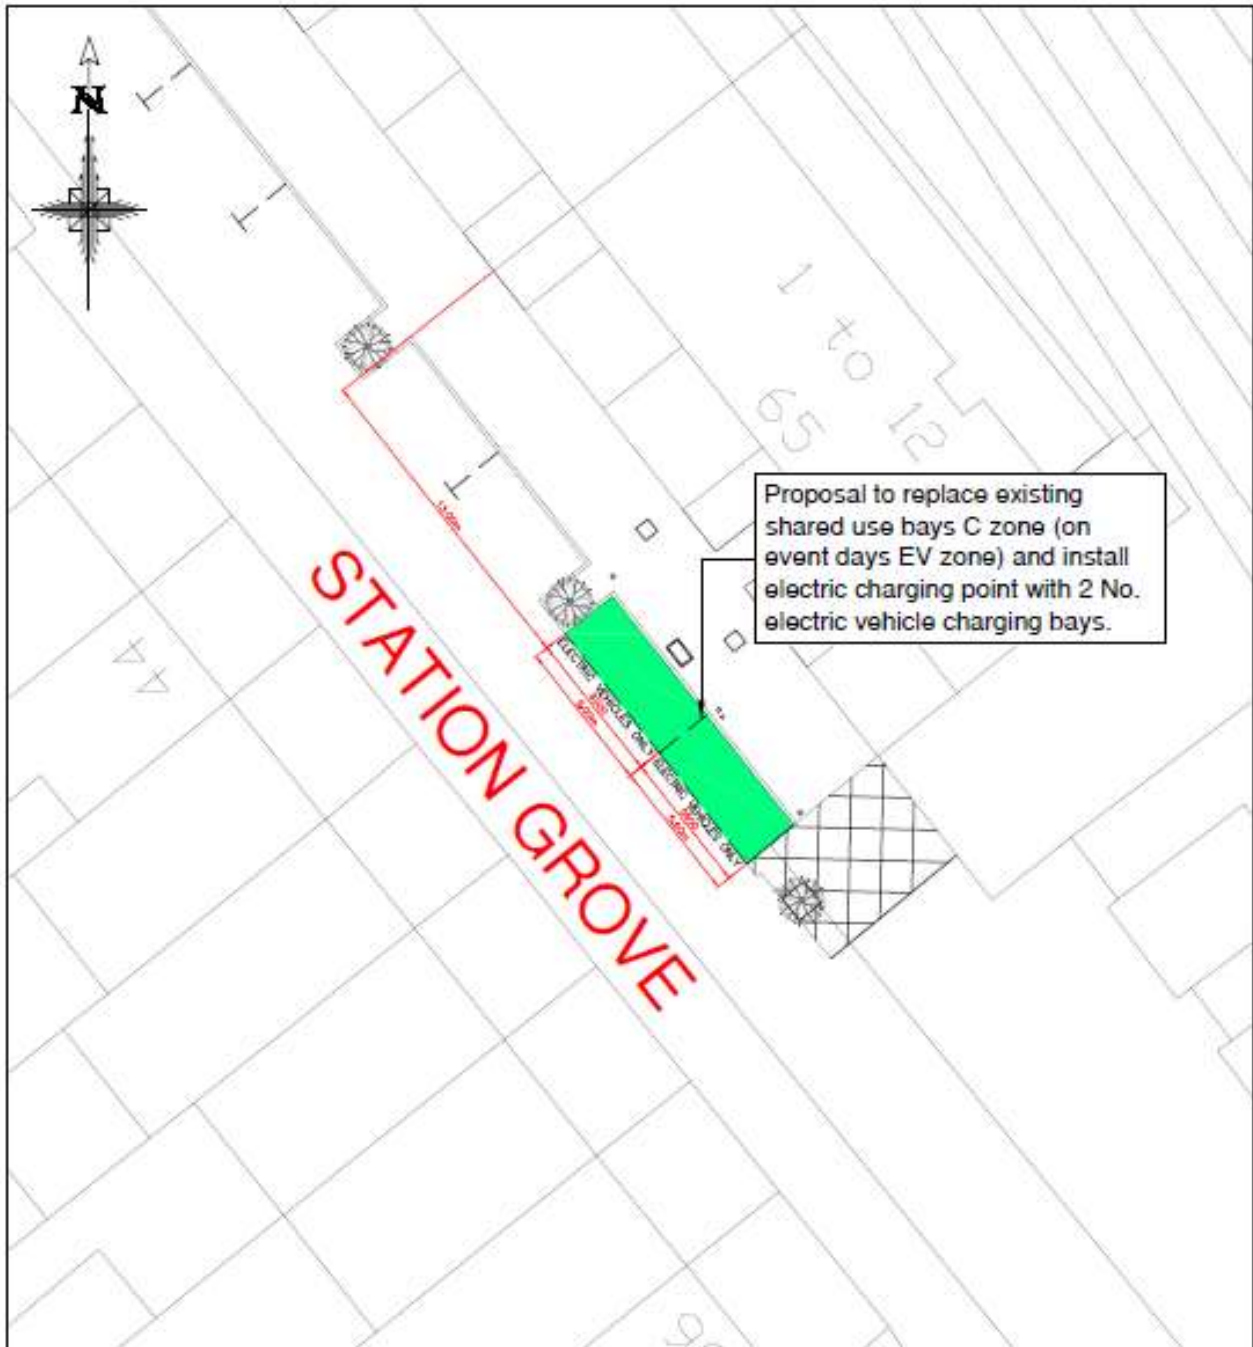 N
1 to 12
65
Proposal to replace existing
shared use bays C zone (on
event days EV zone) and install
electric charging point with 2 No.
electric vehicle charging bays.
ELECTRIC VEHICLES ONLY
ELECTRIC VEHICLES ONLY
STATION GROVE
44